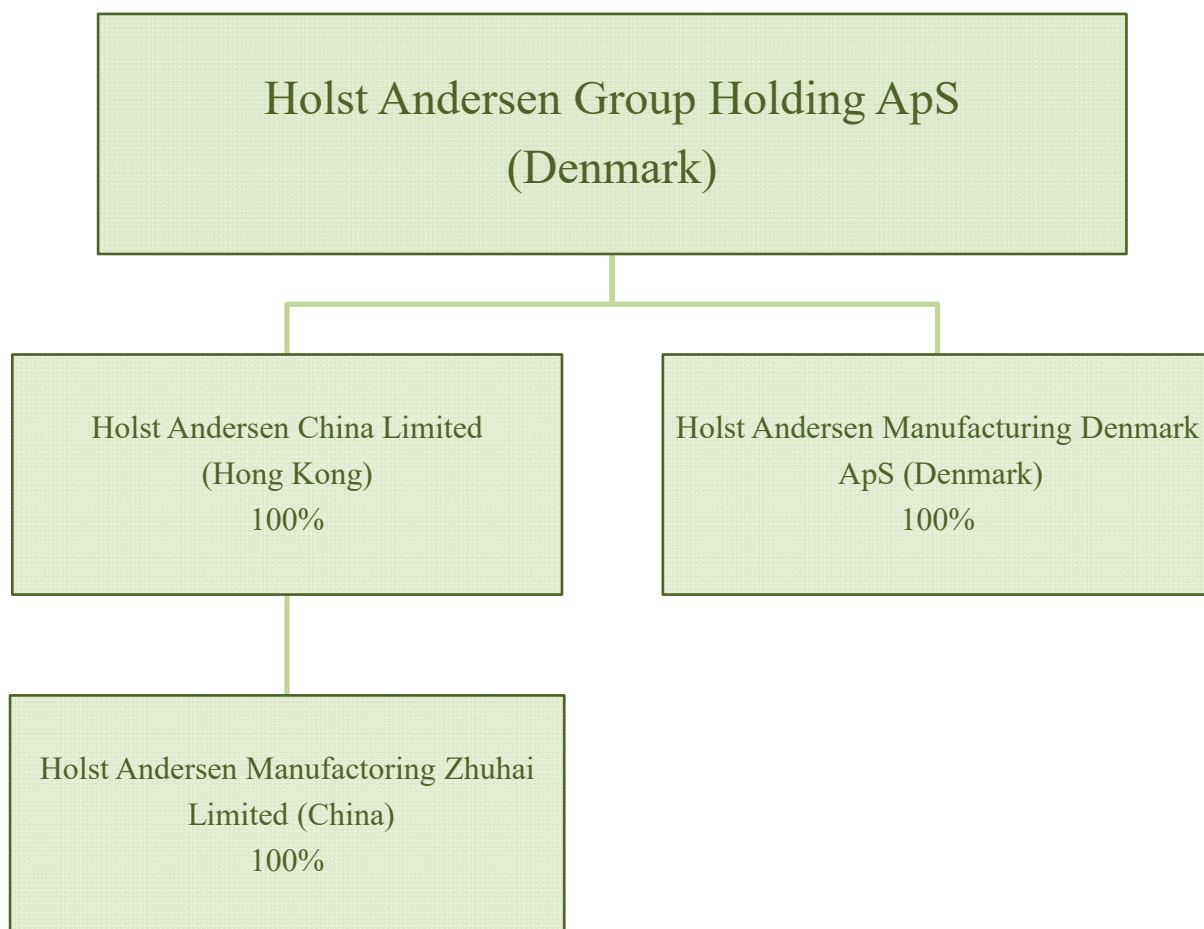 Holst Andersen Group Holding ApS
(Denmark)
Holst Andersen China Limited
(Hong Kong)
100%
Holst Andersen Manufacturing Denmark
ApS (Denmark)
100%
Holst Andersen Manufactoring Zhuhai
Limited (China)
100%